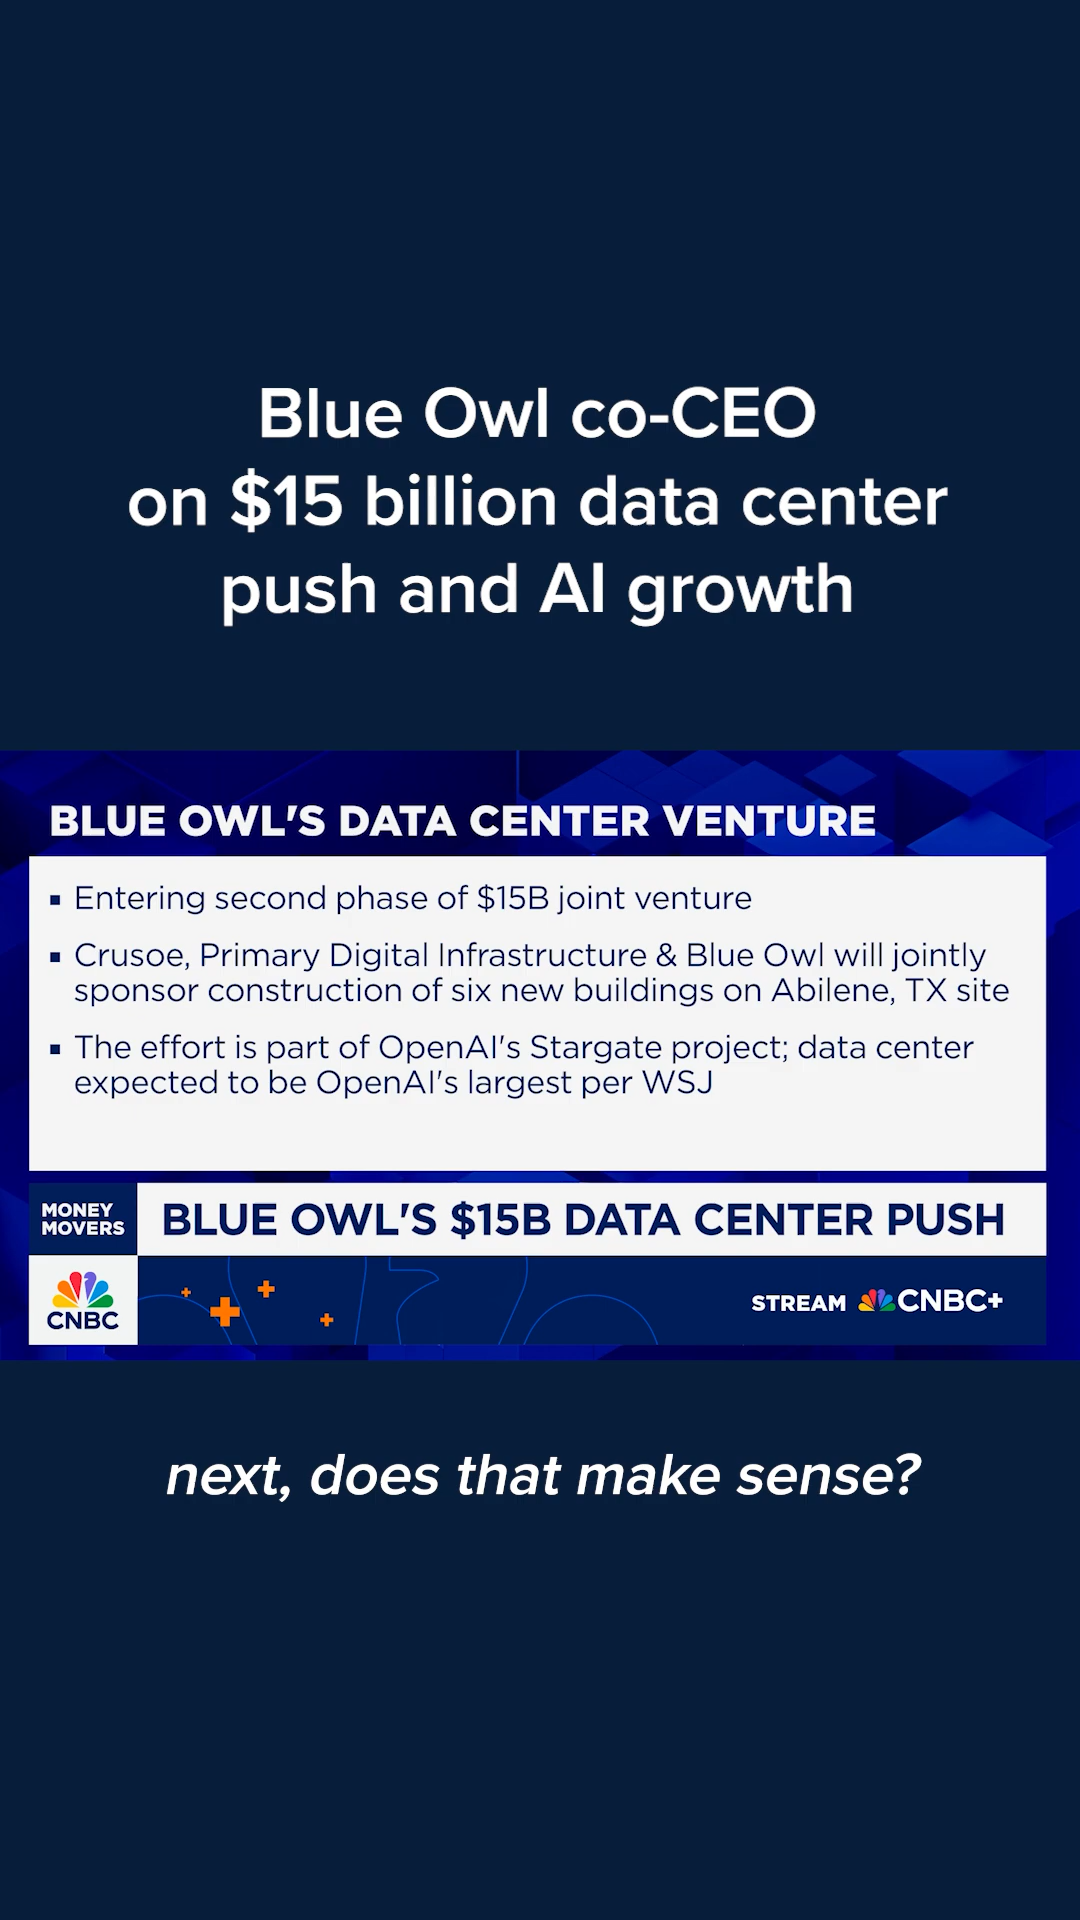 Blue Owl co-CEO
on $15 billion data center
push and AI growth
BLUE OWL'S DATA CENTER VENTURE
▪ Entering second phase of $15B joint venture
▪ Crusoe, Primary Digital Infrastructure & Blue Owl will jointly
sponsor construction of six new buildings on Abilene, TX site
▪ The effort is part of OpenAI's Stargate project; data center
expected to be OpenAI's largest per WSJ
MONEY
MOVERS
BLUE OWL'S $15B DATA CENTER PUSH
CNBC
STREAM CNBC+
next, does that make sense?